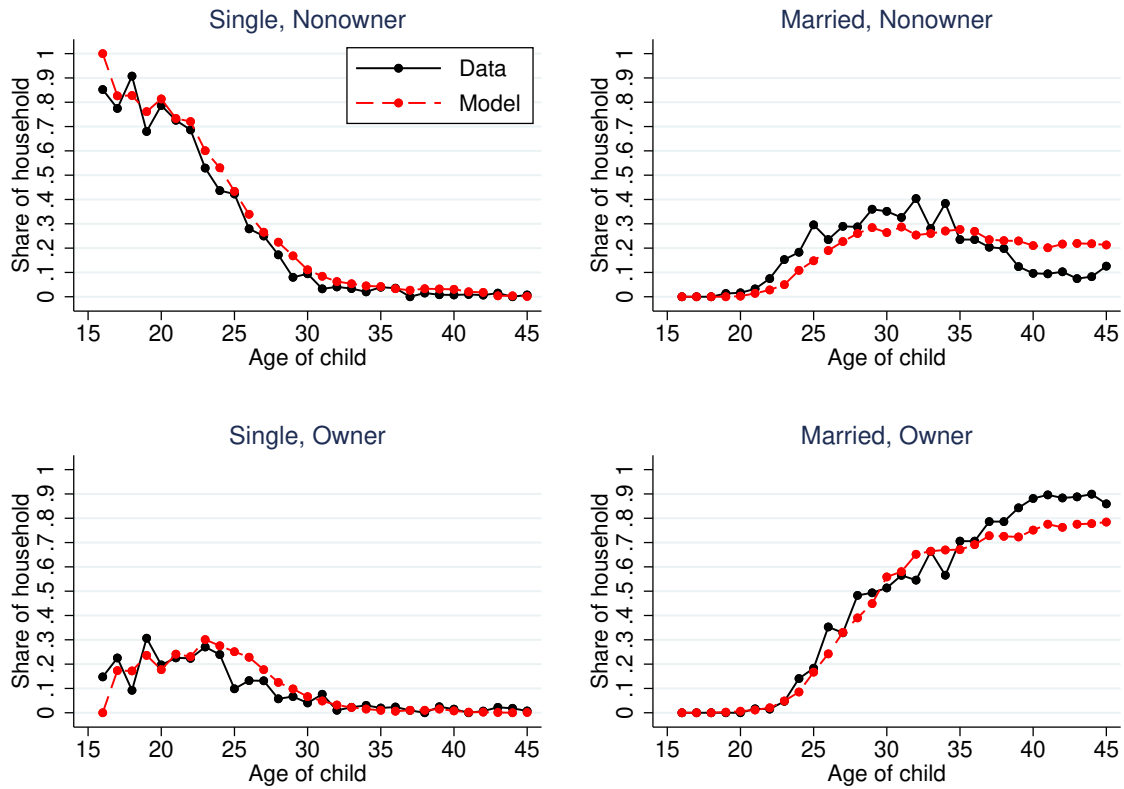 Single, Nonowner
Share of household
0 .1 .2 .3 .4 .5 .6 .7 .8 .9 1
Data
Model
15 20 25 30 35 40 45
Age of child
Married, Nonowner
Share of household
0 .1 .2 .3 .4 .5 .6 .7 .8 .9 1
15 20 25 30 35 40 45
Age of child
Single, Owner
Share of household
0 .1 .2 .3 .4 .5 .6 .7 .8 .9 1
15 20 25 30 35 40 45
Age of child
Married, Owner
Share of household
0 .1 .2 .3 .4 .5 .6 .7 .8 .9 1
15 20 25 30 35 40 45
Age of child